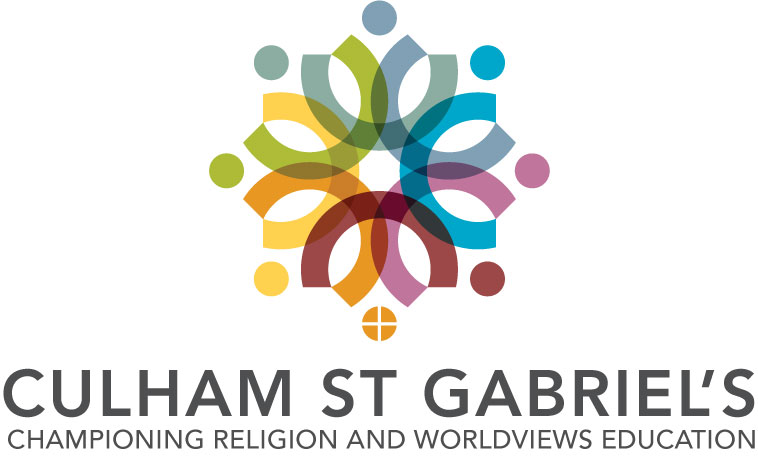 CULHAM ST GABRIEL’S
CHAMPIONING RELIGION AND WORLDVIEWS EDUCATION